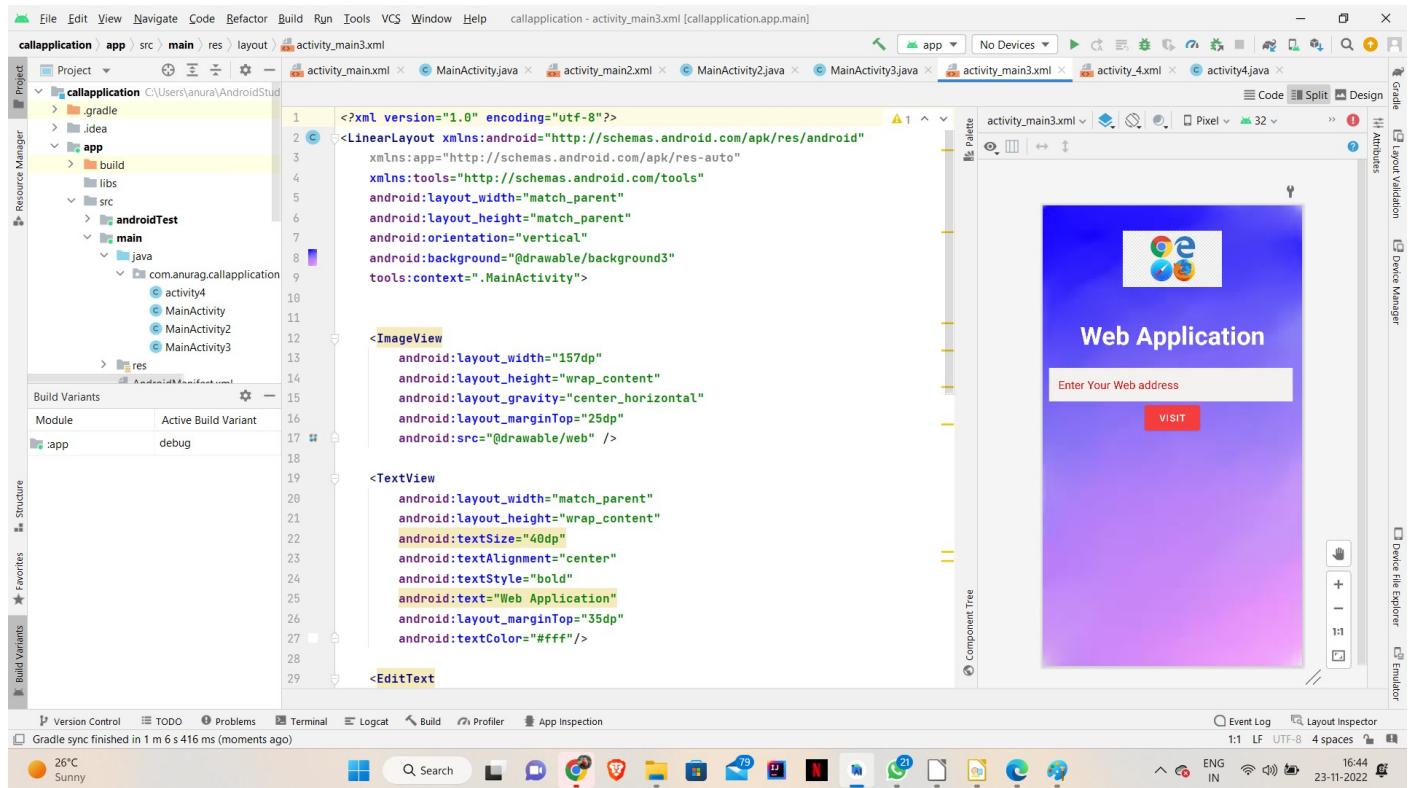 File Edit View Navigate Code Refactor Build Run Tools VCS Window Help callapplication - activity_main3.xml [callapplication.app.main]
callapplication app src main res layout activity_main3.xml app No Devices
Project activity_main.xml MainActivity.java activity_main2.xml MainActivity2.java MainActivity3.java activity_main3.xml activity_4.xml activity4.java
Code Split Design
Project
Resource Manager
Structure
Favorites
Build Variants
callapplication C:\Users\anura\AndroidStud
.gradle
.idea
app
build
libs
src
androidTest
main
java
com.anurag.callapplication
activity4
MainActivity
MainActivity2
MainActivity3
res
AndroidManifest.xml
Build Variants
Module Active Build Variant
:app debug
1 <?xml version="1.0" encoding="utf-8"?>
2 <LinearLayout xmlns:android="http://schemas.android.com/apk/res/android"
3 xmlns:app="http://schemas.android.com/apk/res-auto"
4 xmlns:tools="http://schemas.android.com/tools"
5 android:layout_width="match_parent"
6 android:layout_height="match_parent"
7 android:orientation="vertical"
8 android:background="@drawable/background3"
9 tools:context=".MainActivity">
10
11
12 <ImageView
13 android:layout_width="157dp"
14 android:layout_height="wrap_content"
15 android:layout_gravity="center_horizontal"
16 android:layout_marginTop="25dp"
17 android:src="@drawable/web" />
18
19 <TextView
20 android:layout_width="match_parent"
21 android:layout_height="wrap_content"
22 android:textSize="40dp"
23 android:textAlignment="center"
24 android:textStyle="bold"
25 android:text="Web Application"
26 android:layout_marginTop="35dp"
27 android:textColor="#fff"/>
28
29 <EditText
1
Palette
Component Tree
activity_main3.xml Pixel 32
Web Application
Enter Your Web address
VISIT
1:1
Gradle
Attributes
Layout Validation
Device Manager
Device File Explorer
Emulator
Version Control TODO Problems Terminal Logcat Build Profiler App Inspection Event Log Layout Inspector
Gradle sync finished in 1 m 6 s 416 ms (moments ago) 1:1 LF UTF-8 4 spaces
26°C
Sunny
Search
79
21
ENG
IN
16:44
23-11-2022